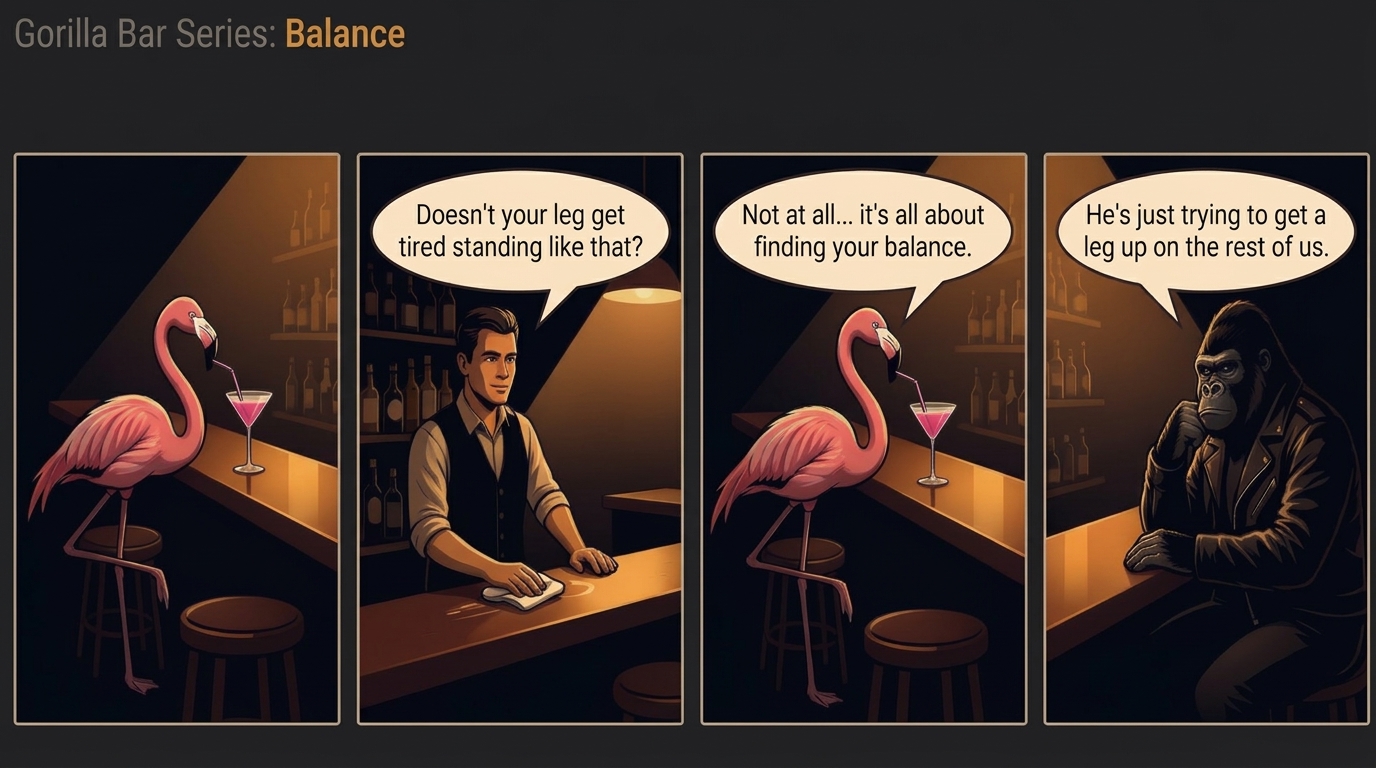 Gorilla Bar Series: Balance
Doesn't your leg get
tired standing like that?
Not at all... it's all about
finding your balance.
He's just trying to get a
leg up on the rest of us.